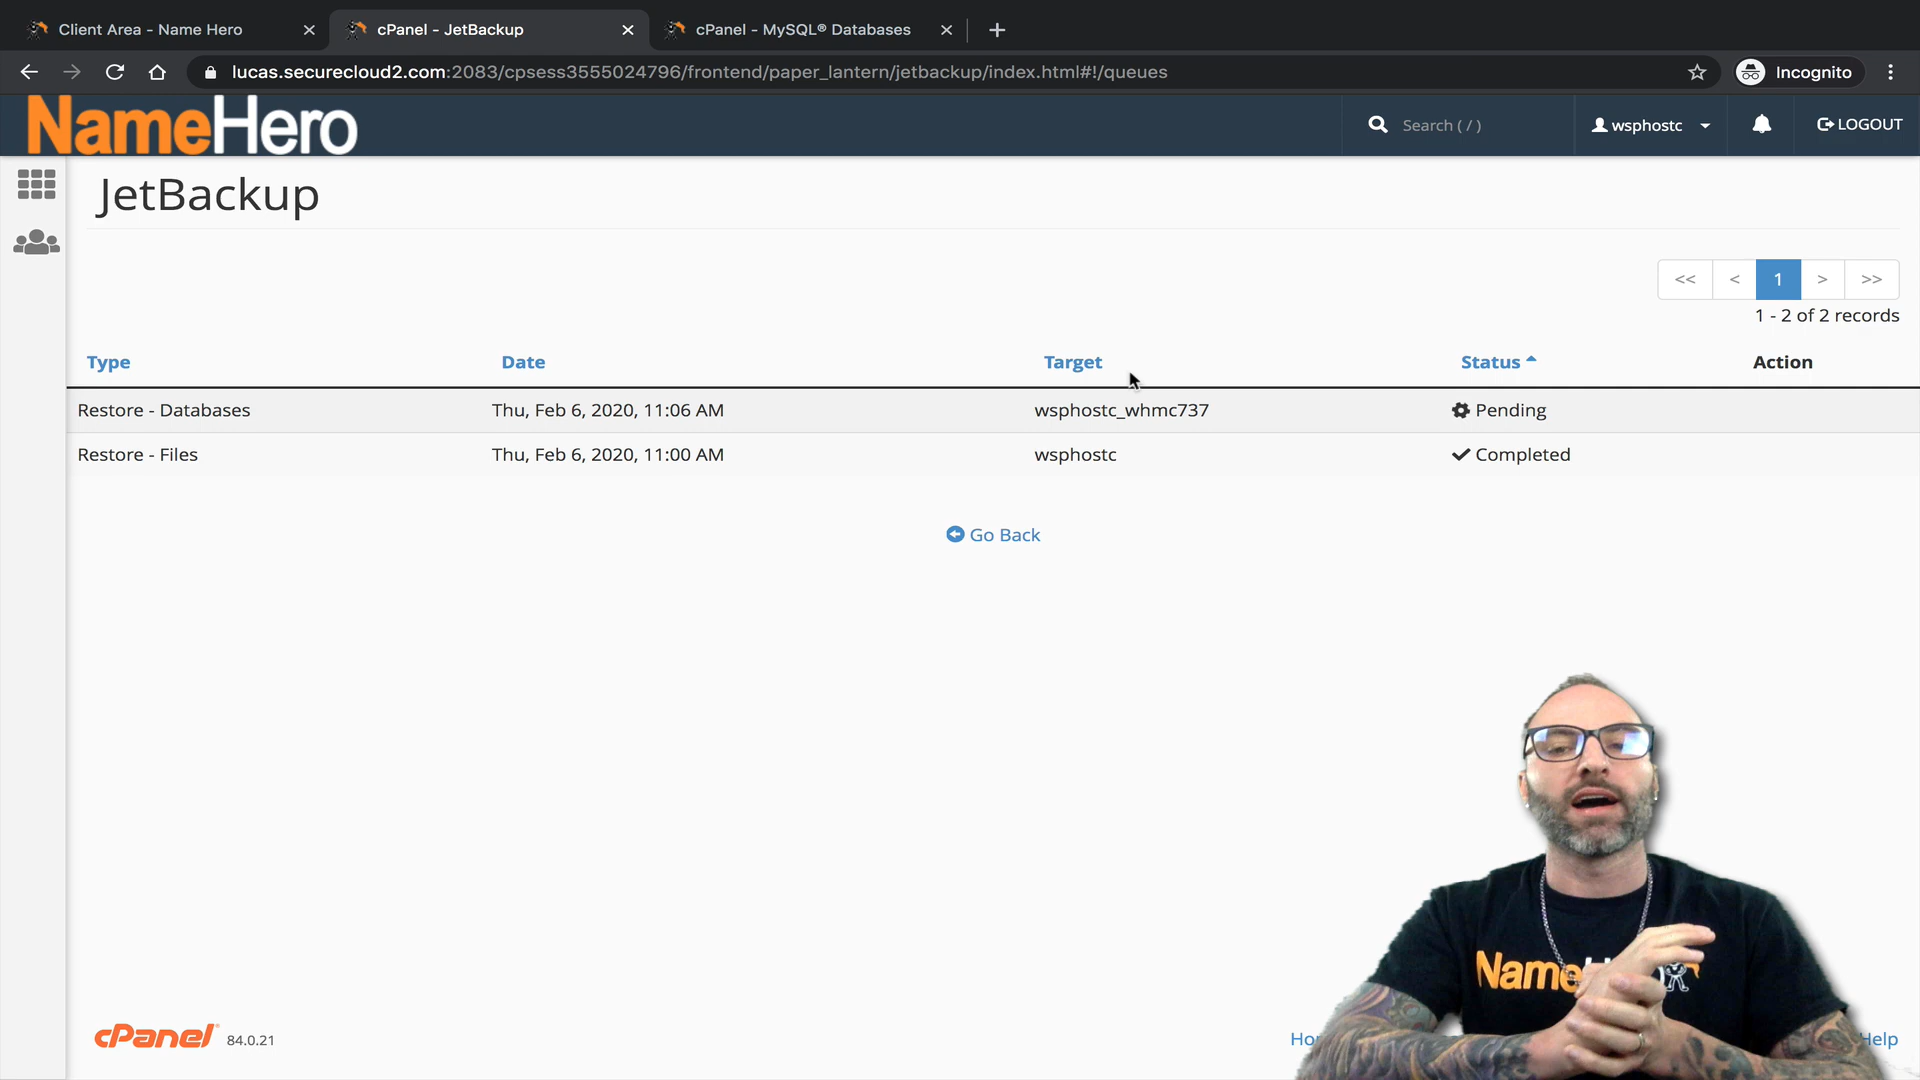 Client Area - Name Hero
cPanel - JetBackup
cPanel - MySQL® Databases
lucas.securecloud2.com:2083/cpsess3555024796/frontend/paper_lantern/jetbackup/index.html#!/queues
Incognito
NameHero
Search ( / )
wsphostc
LOGOUT
JetBackup
<< < 1 > >>
1 - 2 of 2 records
Type Date Target Status Action
Restore - Databases Thu, Feb 6, 2020, 11:06 AM wsphostc_whmc737 Pending
Restore - Files Thu, Feb 6, 2020, 11:00 AM wsphostc Completed
Go Back
Name
cPanel 84.0.21
Help